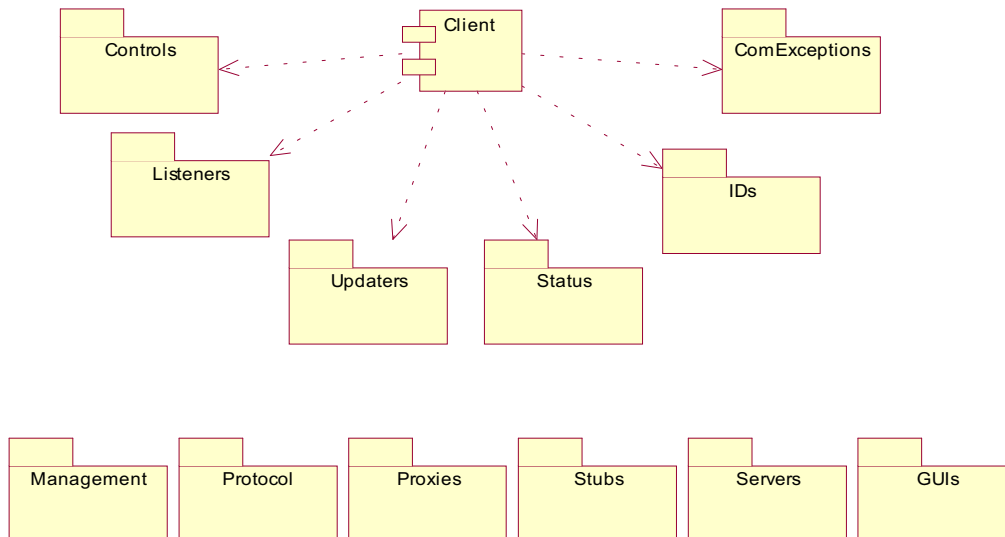 Client
Controls
ComExceptions
Listeners
IDs
Updaters
Status
Management
Protocol
Proxies
Stubs
Servers
GUIs